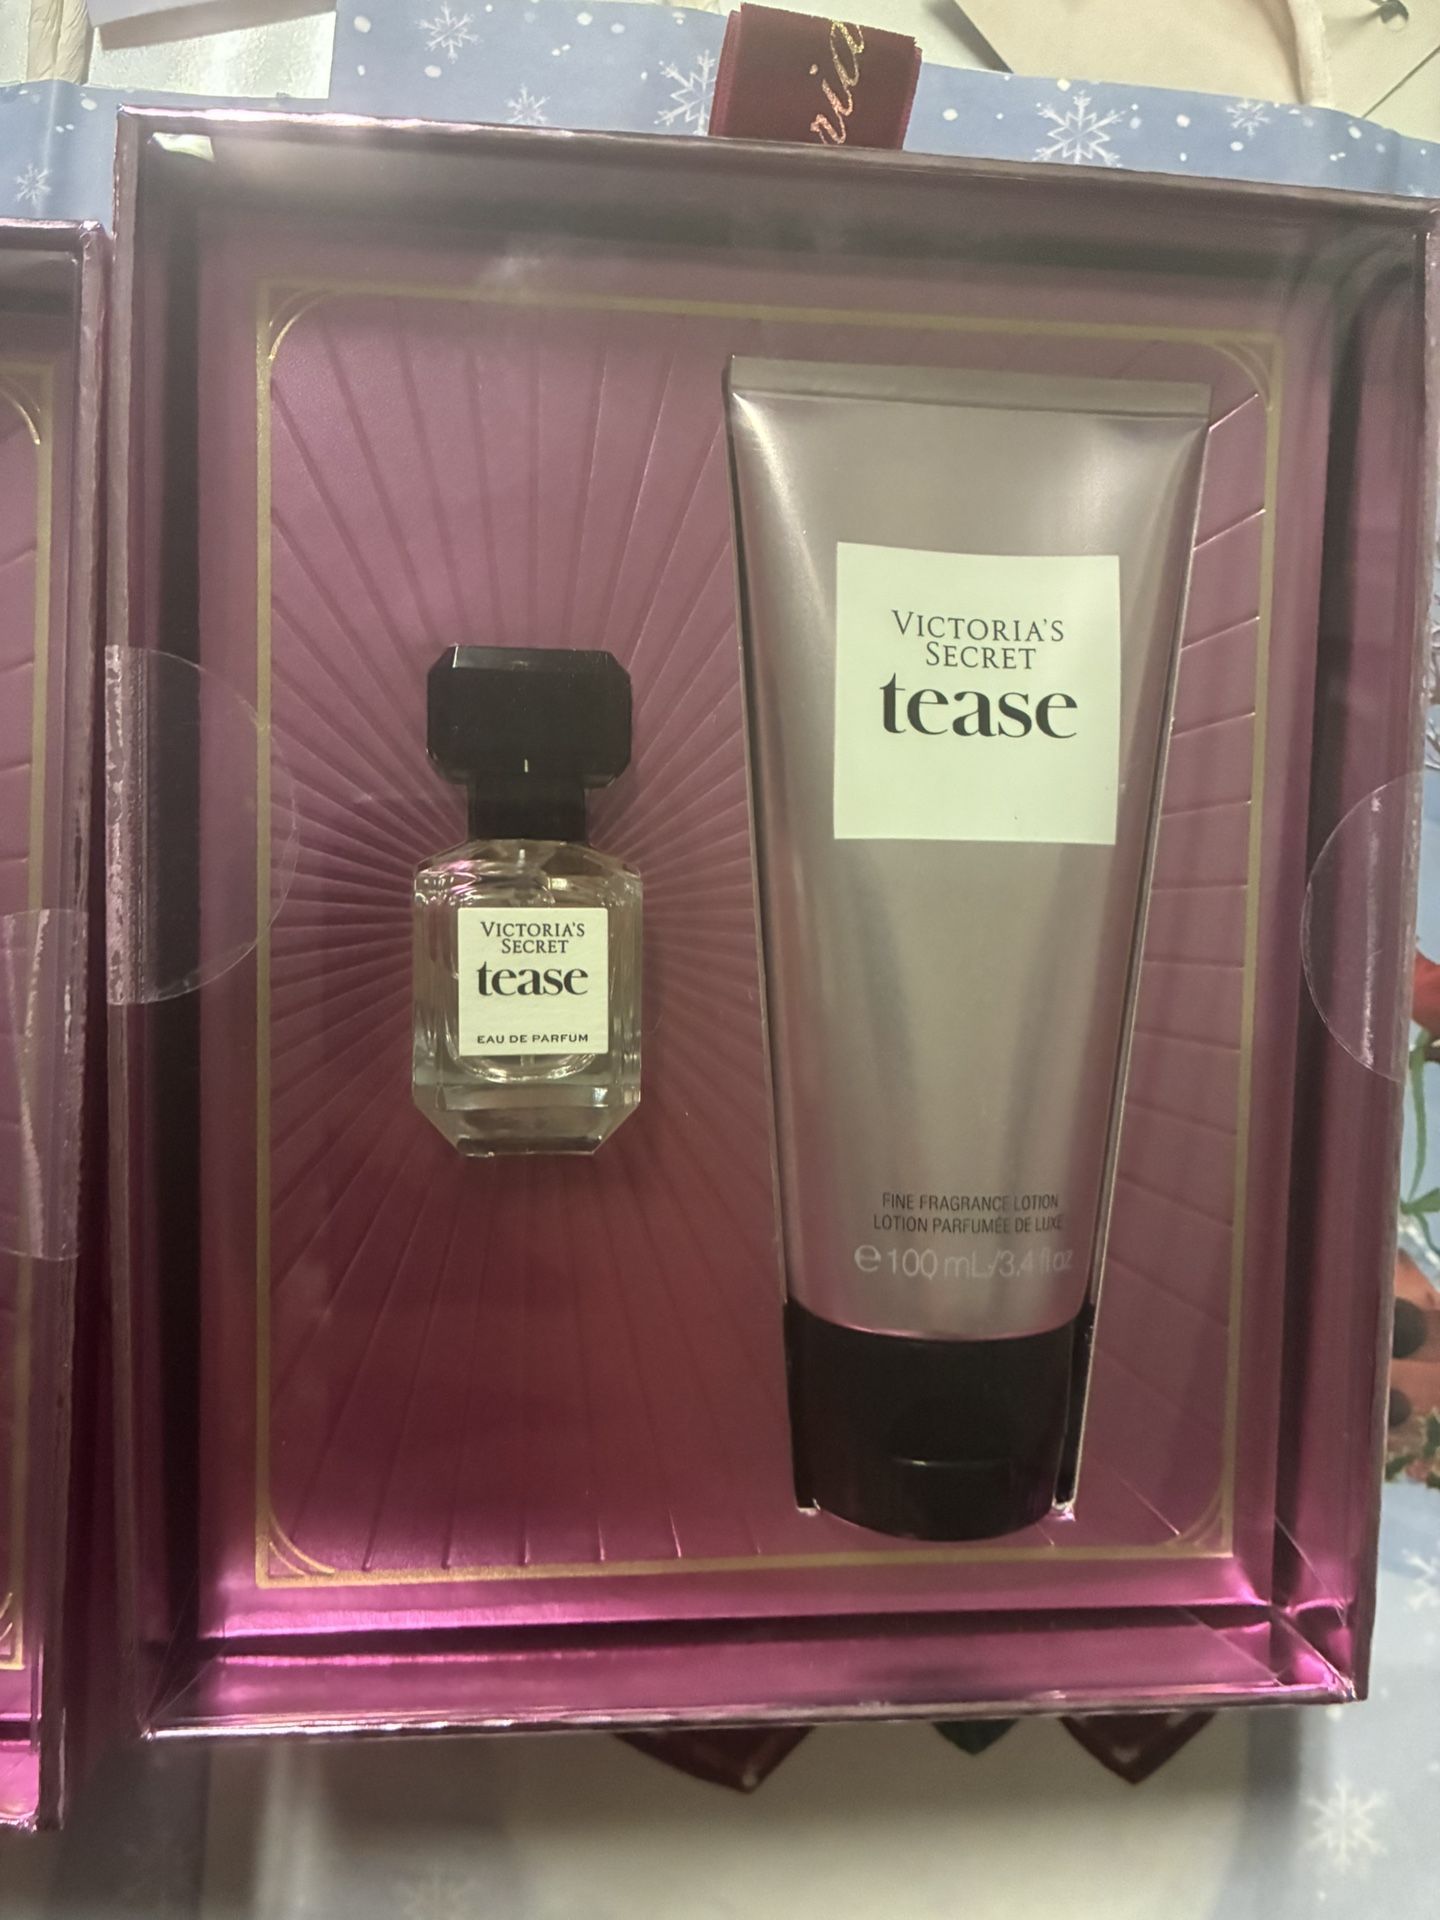 VICTORIA'S
SECRET
tease
EAU DE PARFUM
VICTORIA'S
SECRET
tease
FINE FRAGRANCE LOTION
LOTION PARFUMÉE DE LUXE
℮ 100 mL/3.4 fl oz